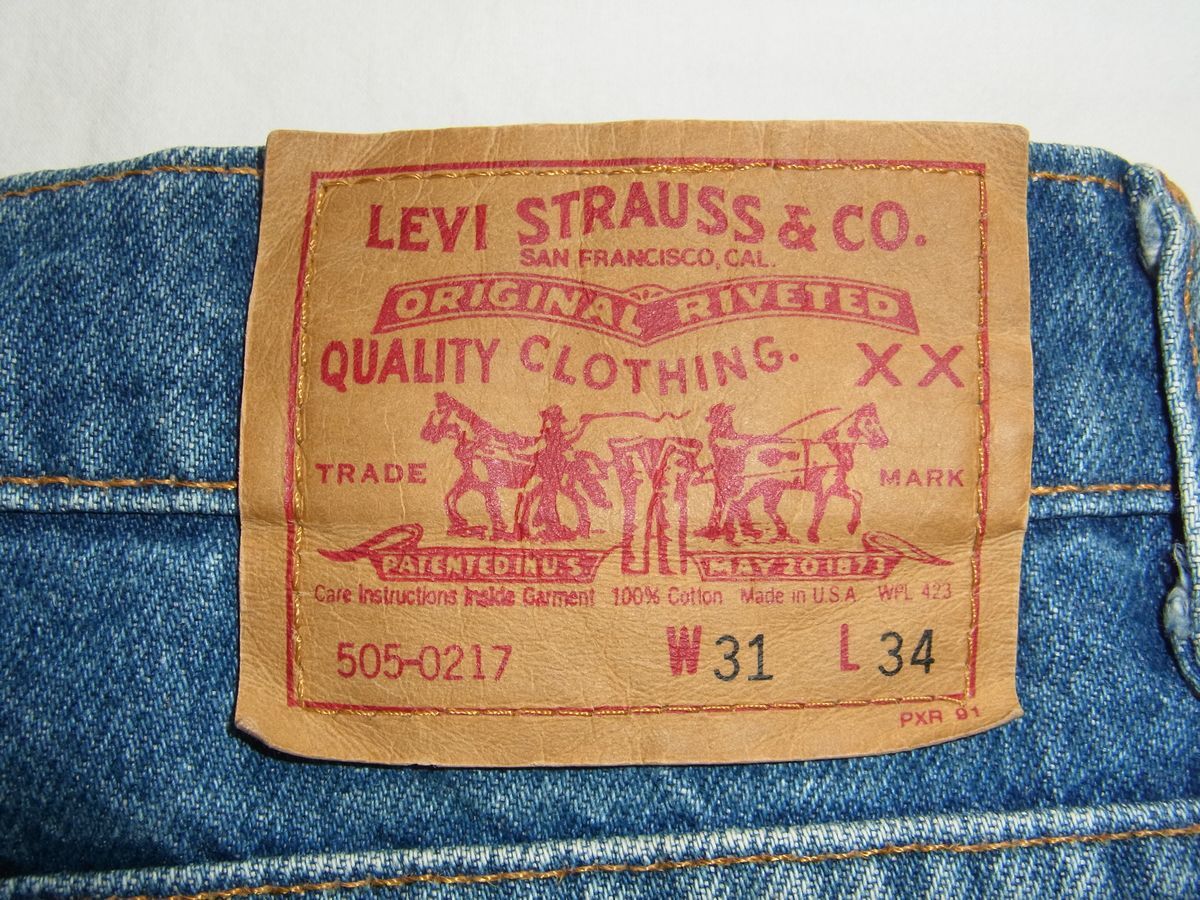 LEVI STRAUSS & CO.
SAN FRANCISCO, CAL.
ORIGINAL RIVETED
QUALITY CLOTHING. XX
TRADE MARK
PATENTED IN U.S. MAY 20 1873
Care Instructions Inside Garment 100% Cotton Made in U.S.A WPL 423
505-0217 W 31 L 34
PXR 91